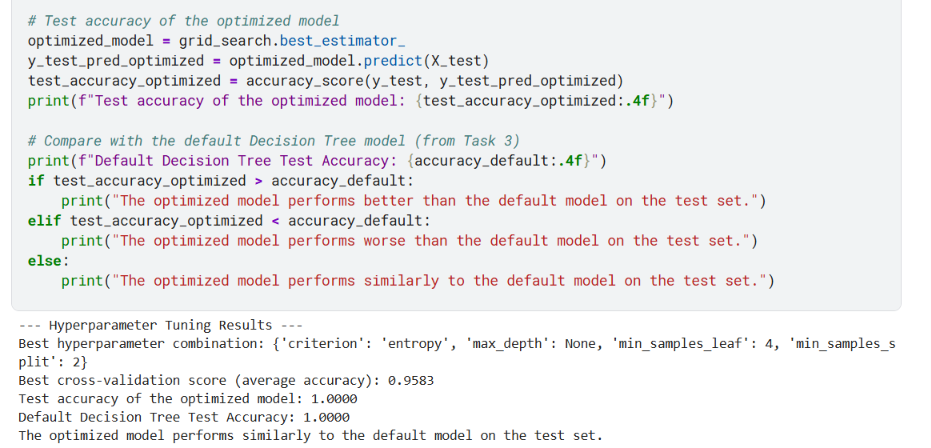 # Test accuracy of the optimized model
optimized_model = grid_search.best_estimator_
y_test_pred_optimized = optimized_model.predict(X_test)
test_accuracy_optimized = accuracy_score(y_test, y_test_pred_optimized)
print(f"Test accuracy of the optimized model: {test_accuracy_optimized:.4f}")

# Compare with the default Decision Tree model (from Task 3)
print(f"Default Decision Tree Test Accuracy: {accuracy_default:.4f}")
if test_accuracy_optimized > accuracy_default:
    print("The optimized model performs better than the default model on the test set.")
elif test_accuracy_optimized < accuracy_default:
    print("The optimized model performs worse than the default model on the test set.")
else:
    print("The optimized model performs similarly to the default model on the test set.")

--- Hyperparameter Tuning Results ---
Best hyperparameter combination: {'criterion': 'entropy', 'max_depth': None, 'min_samples_leaf': 4, 'min_samples_s
plit': 2}
Best cross-validation score (average accuracy): 0.9583
Test accuracy of the optimized model: 1.0000
Default Decision Tree Test Accuracy: 1.0000
The optimized model performs similarly to the default model on the test set.